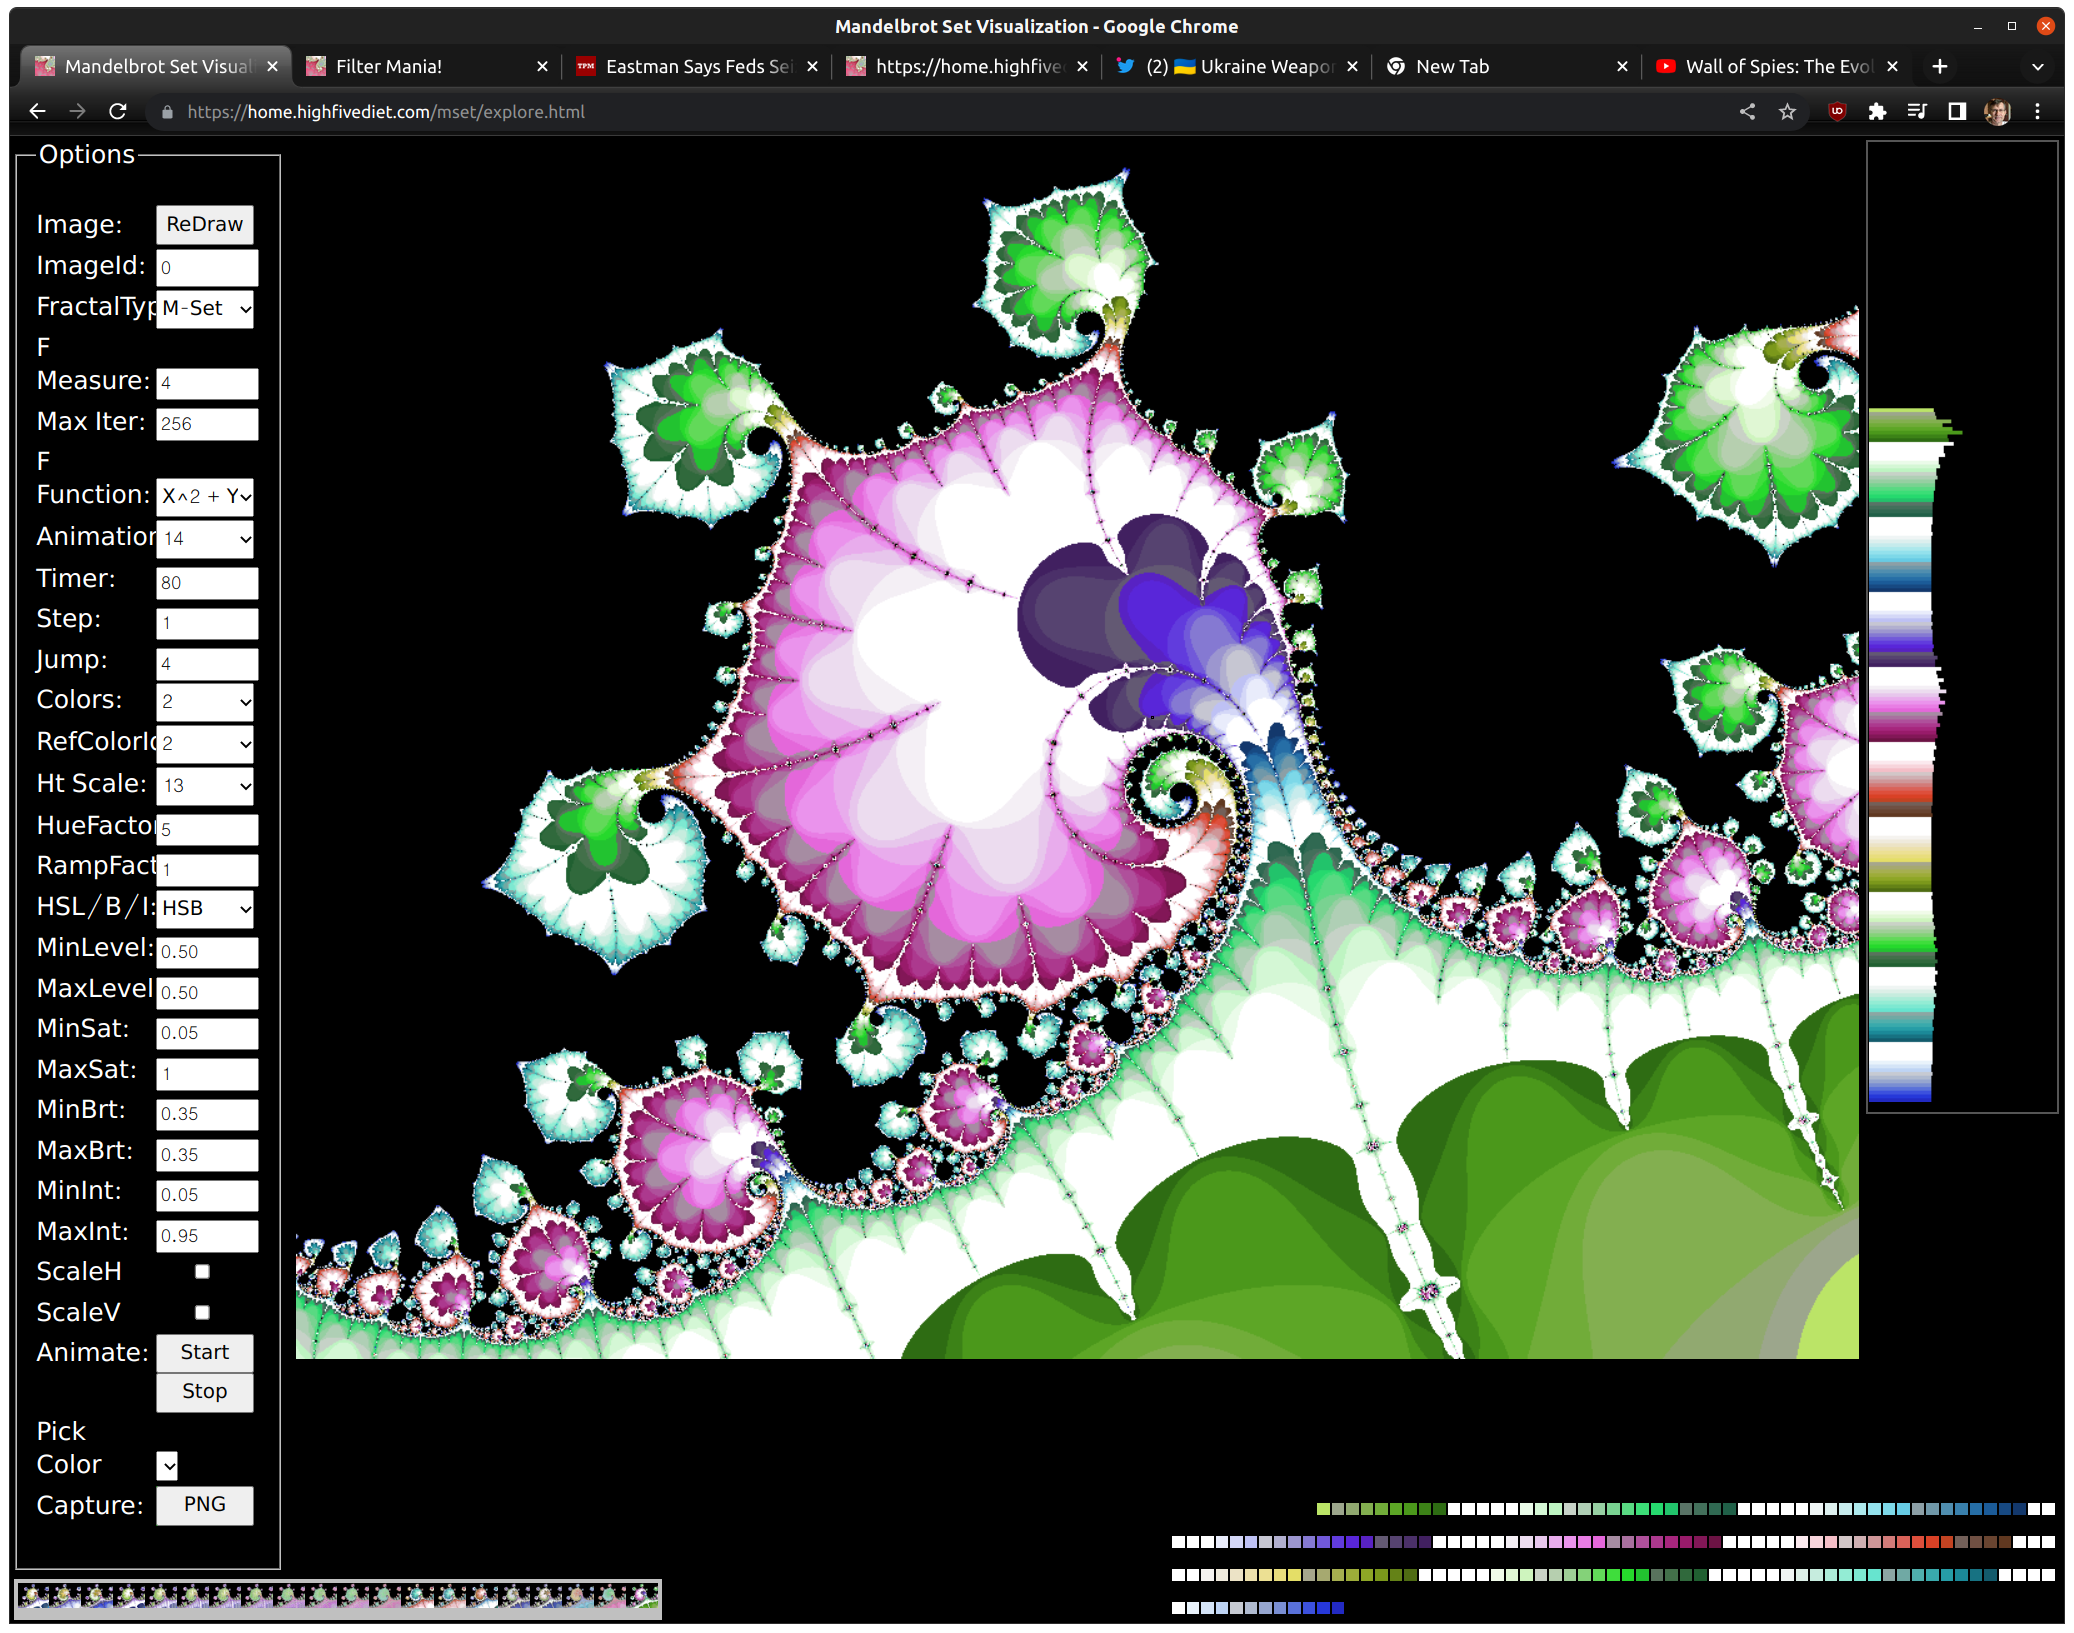 Mandelbrot Set Visualization - Google Chrome
Mandelbrot Set Visual
Filter Mania!
TPM
Eastman Says Feds Sei
https://home.highfive
(2) 🇺🇦 Ukraine Weapon
New Tab
Wall of Spies: The Evol
https://home.highfivediet.com/mset/explore.html
Options
Image: ReDraw
ImageId: 0
FractalTyp M-Set
F
Measure: 4
Max Iter: 256
F
Function: X^2 + Y
Animation 14
Timer: 80
Step: 1
Jump: 4
Colors: 2
RefColorId 2
Ht Scale: 13
HueFactor 5
RampFact 1
HSL/B/I: HSB
MinLevel: 0.50
MaxLevel 0.50
MinSat: 0.05
MaxSat: 1
MinBrt: 0.35
MaxBrt: 0.35
MinInt: 0.05
MaxInt: 0.95
ScaleH
ScaleV
Animate: Start
Stop
Pick
Color
Capture: PNG